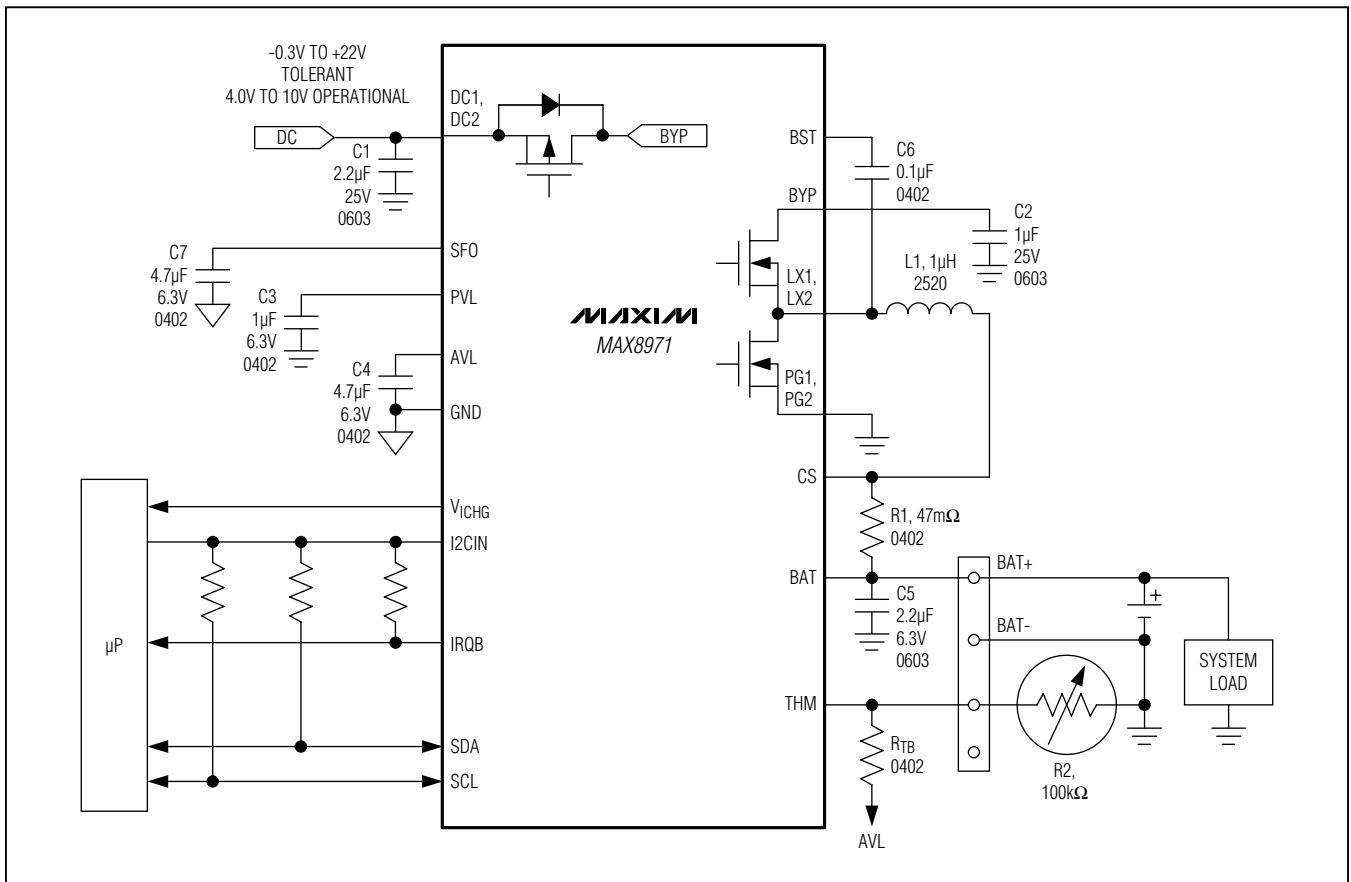 -0.3V TO +22V
TOLERANT
4.0V TO 10V OPERATIONAL
DC
C1
2.2µF
25V
0603
DC1,
DC2
BYP
C7
4.7µF
6.3V
0402
SFO
C3
1µF
6.3V
0402
PVL
C4
4.7µF
6.3V
0402
AVL
GND
MAXIM
MAX8971
BST
C6
0.1µF
0402
BYP
C2
1µF
25V
0603
LX1,
LX2
L1, 1µH
2520
PG1,
PG2
CS
R1, 47mΩ
0402
BAT
C5
2.2µF
6.3V
0603
BAT+
+
BAT-
SYSTEM
LOAD
THM
RTB
0402
AVL
R2,
100kΩ
µP
VICHG
I2CIN
IRQB
SDA
SCL